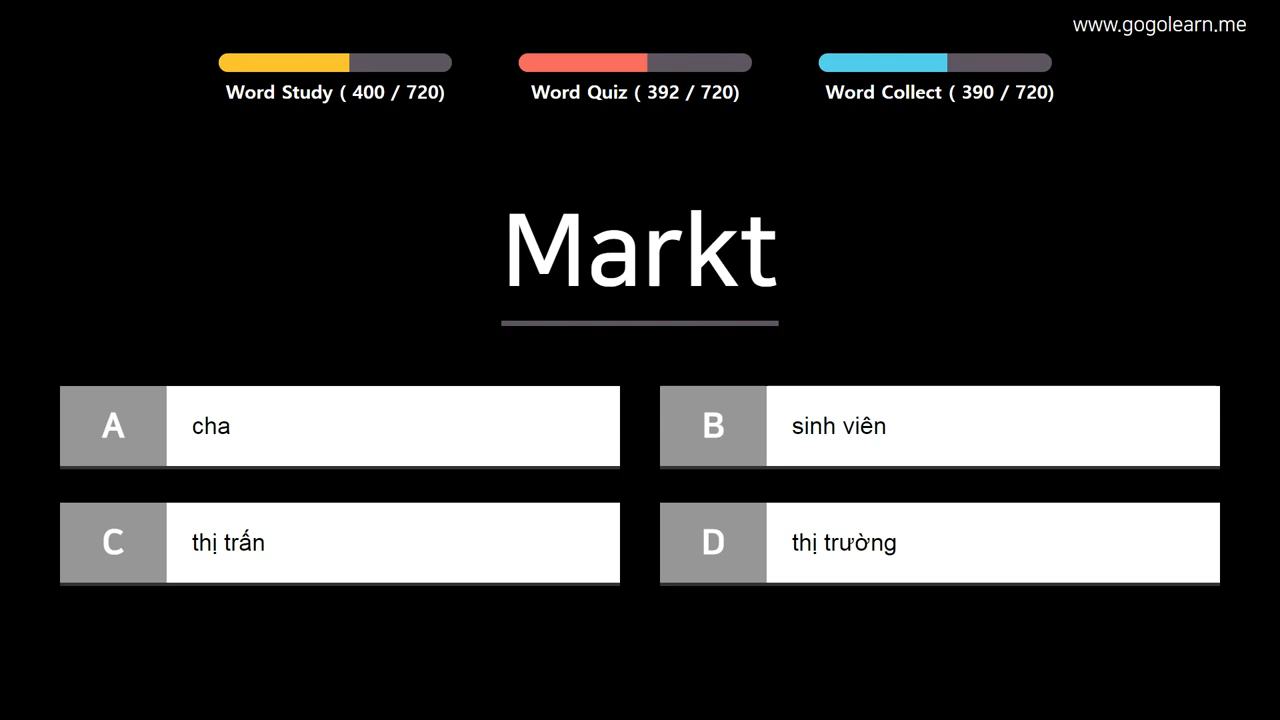 www.gogolearn.me
Word Study ( 400 / 720)
Word Quiz ( 392 / 720)
Word Collect ( 390 / 720)
Markt
A cha
B sinh viên
C thị trấn
D thị trường